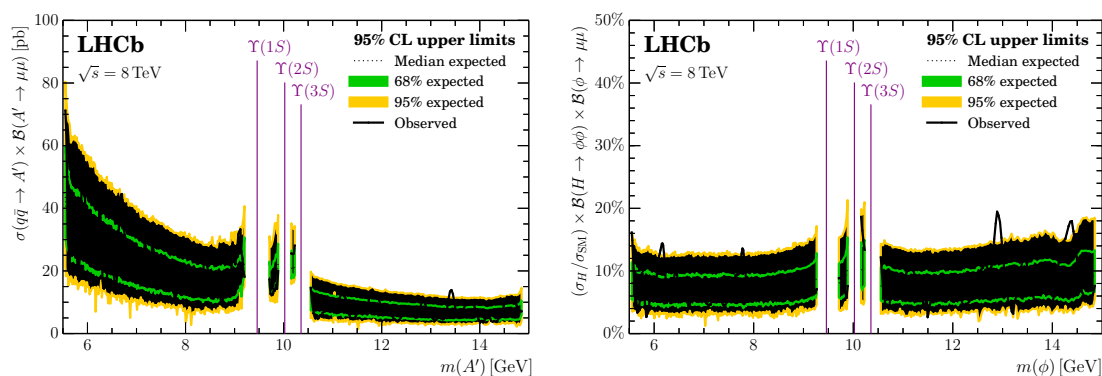 σ(qq̄ → A′) × B(A′ → μμ) [pb]
80
60
40
20
0
LHCb
√s = 8 TeV
Υ(1S)
Υ(2S)
Υ(3S)
95% CL upper limits
Median expected
68% expected
95% expected
Observed
6 8 10 12 14
m(A′) [GeV]
(σH/σSM) × B(H → ϕϕ) × B(ϕ → μμ)
50%
40%
30%
20%
10%
0%
LHCb
√s = 8 TeV
Υ(1S)
Υ(2S)
Υ(3S)
95% CL upper limits
Median expected
68% expected
95% expected
Observed
6 8 10 12 14
m(ϕ) [GeV]